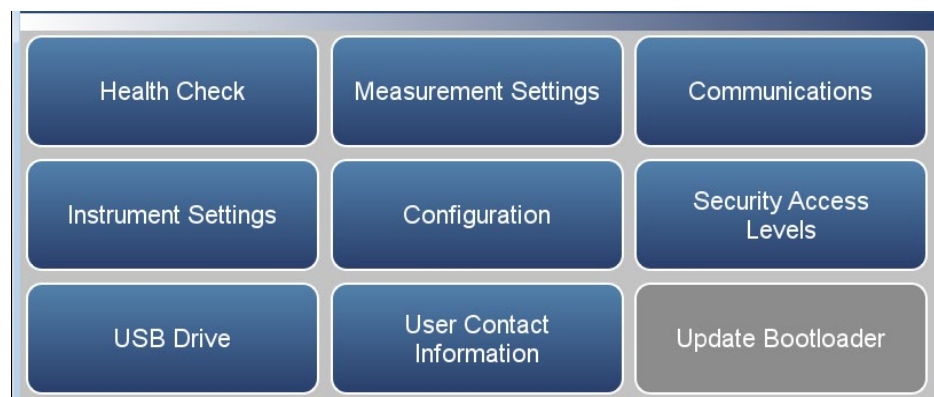 Health Check
Measurement Settings
Communications
Instrument Settings
Configuration
Security Access
Levels
USB Drive
User Contact
Information
Update Bootloader